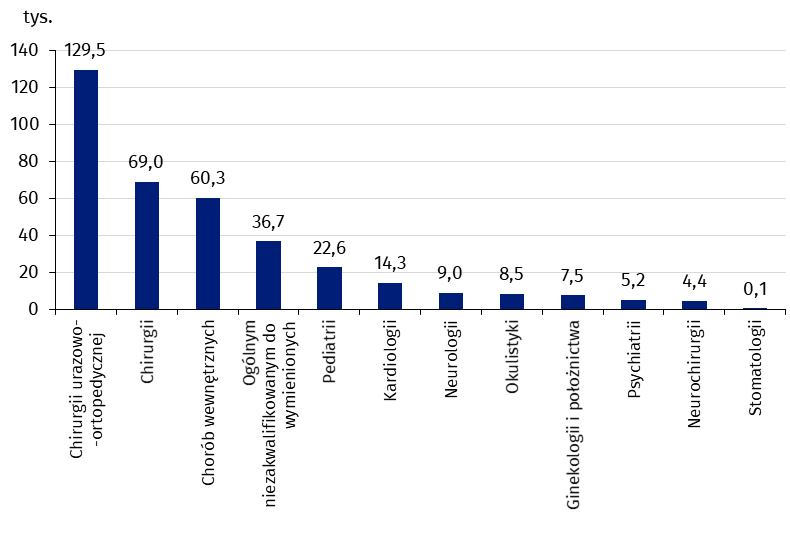 tys.
140
120
100
80
60
40
20
0
129,5
69,0
60,3
36,7
22,6
14,3
9,0
8,5
7,5
5,2
4,4
0,1
Chirurgii urazowo-
-ortopedycznej
Chirurgii
Chorób wewnętrznych
Ogólnym
niezakwalifikowanym do
wymienionych
Pediatrii
Kardiologii
Neurologii
Okulistyki
Ginekologii i położnictwa
Psychiatrii
Neurochirurgii
Stomatologii